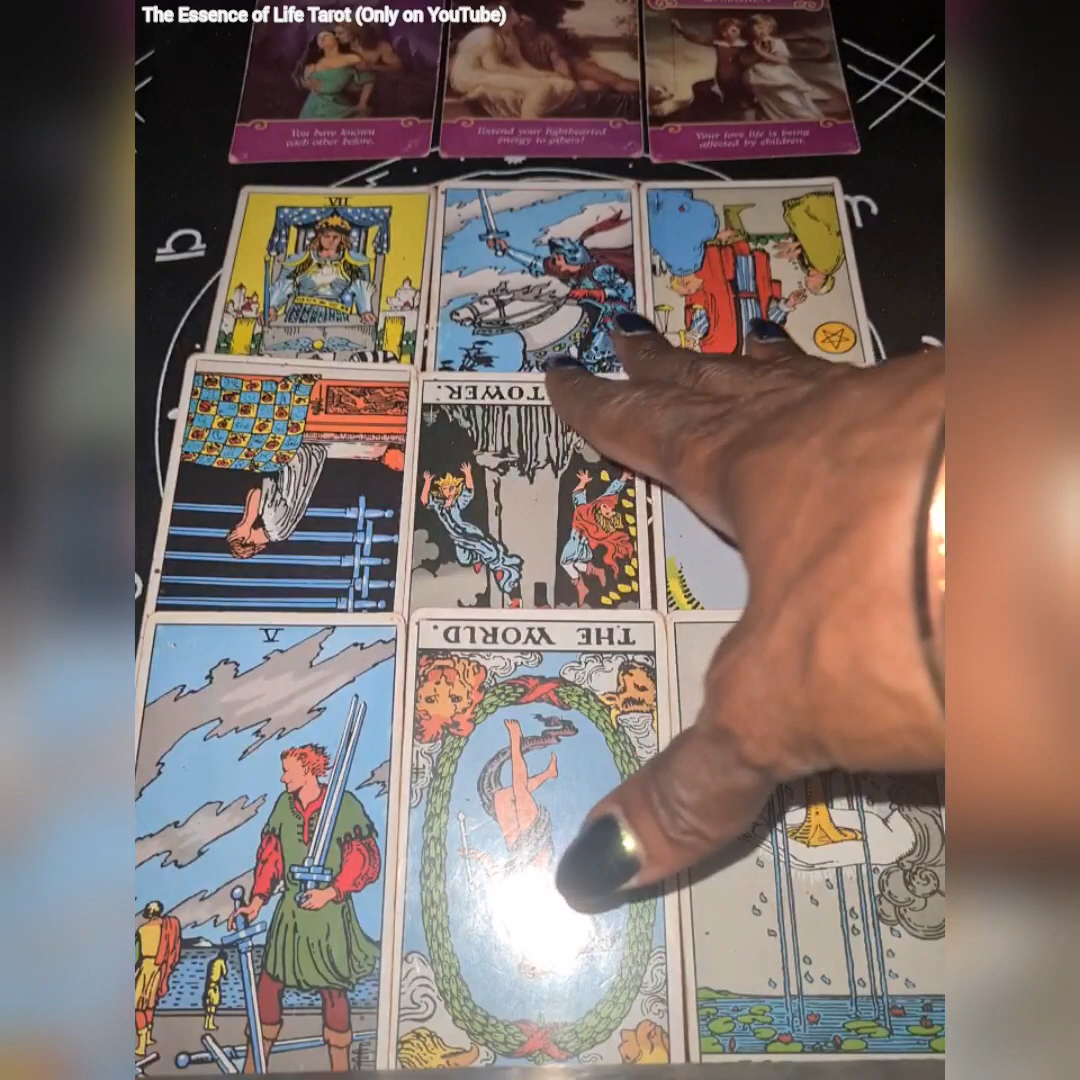 The Essence of Life Tarot (Only on YouTube)
You have known
each other before.
Extend your lighthearted
energy to others!
Your love life is being
affected by children.
VII
TOWER.
V
THE WORLD.